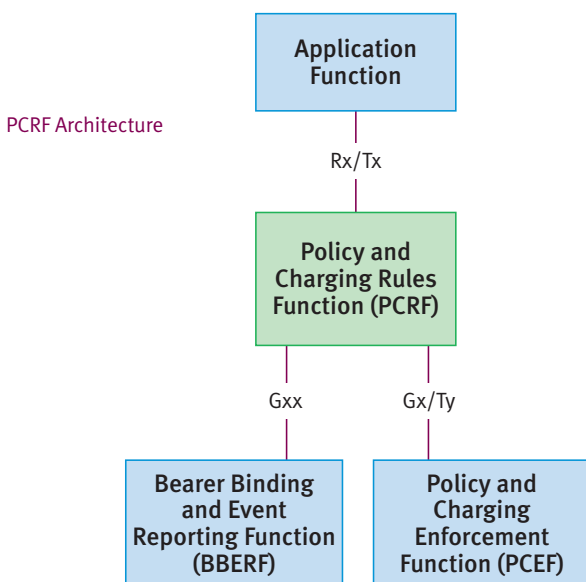 Application
Function
PCRF Architecture
Rx/Tx
Policy and
Charging Rules
Function (PCRF)
Gxx
Gx/Ty
Bearer Binding
and Event
Reporting Function
(BBERF)
Policy and
Charging
Enforcement
Function (PCEF)